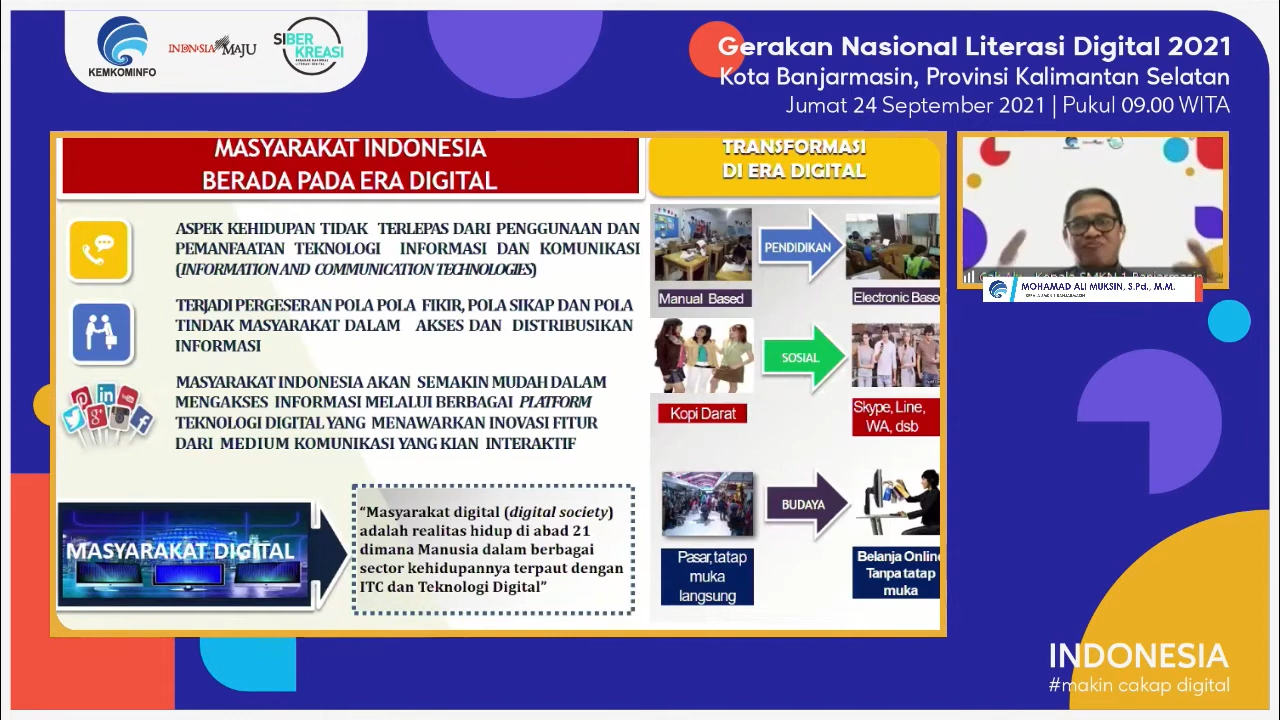 KEMKOMINFO
INDONESIA MAJU
SIBER
KREASI
Gerakan Nasional Literasi Digital 2021
Kota Banjarmasin, Provinsi Kalimantan Selatan
Jumat 24 September 2021 | Pukul 09.00 WITA
MASYARAKAT INDONESIA
BERADA PADA ERA DIGITAL
ASPEK KEHIDUPAN TIDAK TERLEPAS DARI PENGGUNAAN DAN
PEMANFAATAN TEKNOLOGI INFORMASI DAN KOMUNIKASI
(INFORMATION AND COMMUNICATION TECHNOLOGIES)
TERJADI PERGESERAN POLA POLA FIKIR, POLA SIKAP DAN POLA
TINDAK MASYARAKAT DALAM AKSES DAN DISTRIBUSIKAN
INFORMASI
MASYARAKAT INDONESIA AKAN SEMAKIN MUDAH DALAM
MENGAKSES INFORMASI MELALUI BERBAGAI PLATFORM
TEKNOLOGI DIGITAL YANG MENAWARKAN INOVASI FITUR
DARI MEDIUM KOMUNIKASI YANG KIAN INTERAKTIF
MASYARAKAT DIGITAL
“Masyarakat digital (digital society)
adalah realitas hidup di abad 21
dimana Manusia dalam berbagai
sector kehidupannya terpaut dengan
ITC dan Teknologi Digital”
TRANSFORMASI
DI ERA DIGITAL
PENDIDIKAN
Manual Based
Electronic Base
SOSIAL
Kopi Darat
Skype, Line,
WA, dsb
BUDAYA
Pasar, tatap
muka
langsung
Belanja Online
Tanpa tatap
muka
MOHAMAD ALI MUKSIN, S.Pd., M.M.
INDONESIA
#makin cakap digital